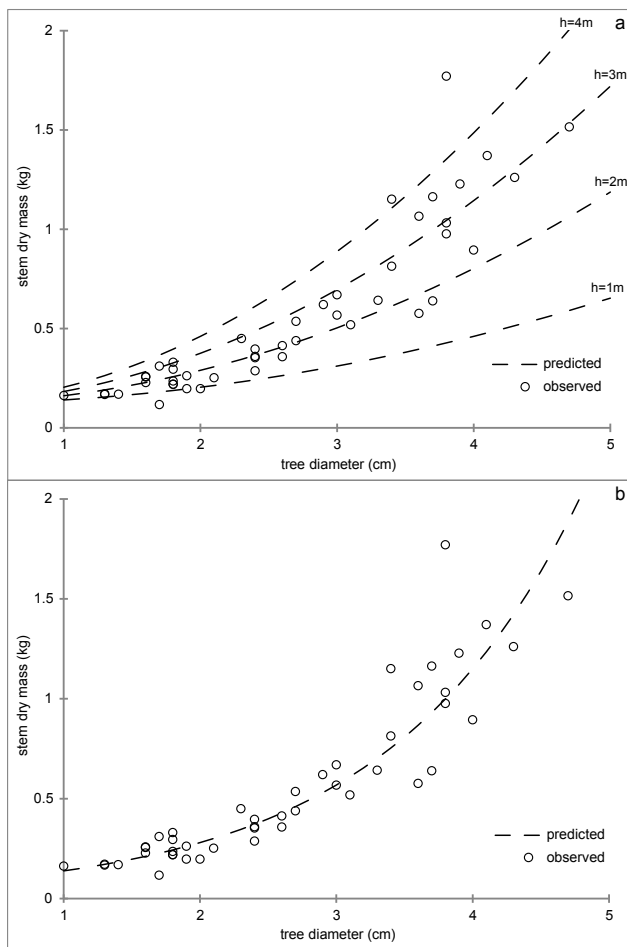 h=4m
a
2
h=3m
1.5
stem dry mass (kg)
h=2m
1
h=1m
0.5
predicted
observed
0
1
2
3
4
5
tree diameter (cm)
b
2
1.5
stem dry mass (kg)
1
0.5
predicted
observed
0
1
2
3
4
5
tree diameter (cm)